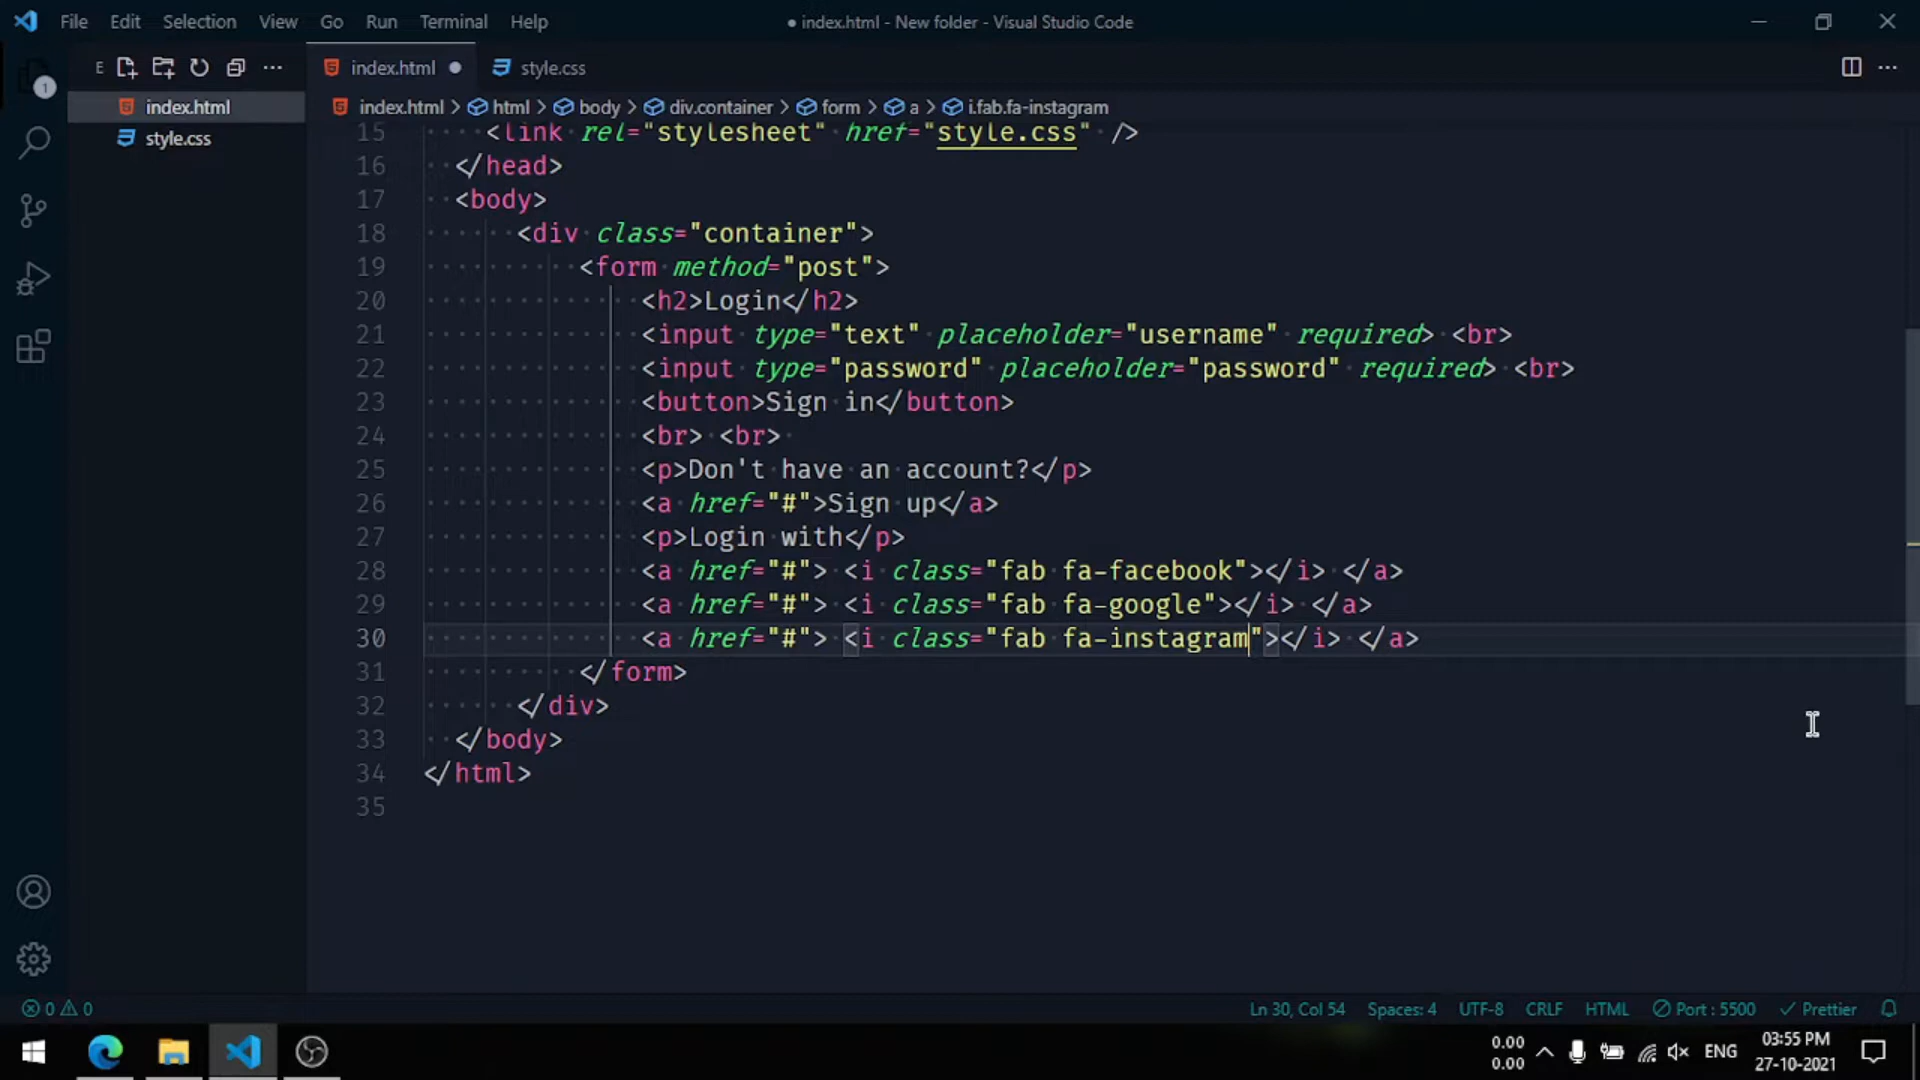 File Edit Selection View Go Run Terminal Help
● index.html - New folder - Visual Studio Code
E
index.html
style.css
1
index.html ● style.css
index.html > html > body > div.container > form > a > i.fab.fa-instagram
15 <link rel="stylesheet" href="style.css" />
16 </head>
17 <body>
18 <div class="container">
19 <form method="post">
20 <h2>Login</h2>
21 <input type="text" placeholder="username" required> <br>
22 <input type="password" placeholder="password" required> <br>
23 <button>Sign in</button>
24 <br> <br>
25 <p>Don't have an account?</p>
26 <a href="#">Sign up</a>
27 <p>Login with</p>
28 <a href="#"> <i class="fab fa-facebook"></i> </a>
29 <a href="#"> <i class="fab fa-google"></i> </a>
30 <a href="#"> <i class="fab fa-instagram"></i> </a>
31 </form>
32 </div>
33 </body>
34 </html>
35
0 0
Ln 30, Col 54 Spaces: 4 UTF-8 CRLF HTML Port : 5500 Prettier
0.00
0.00
ENG
03:55 PM
27-10-2021